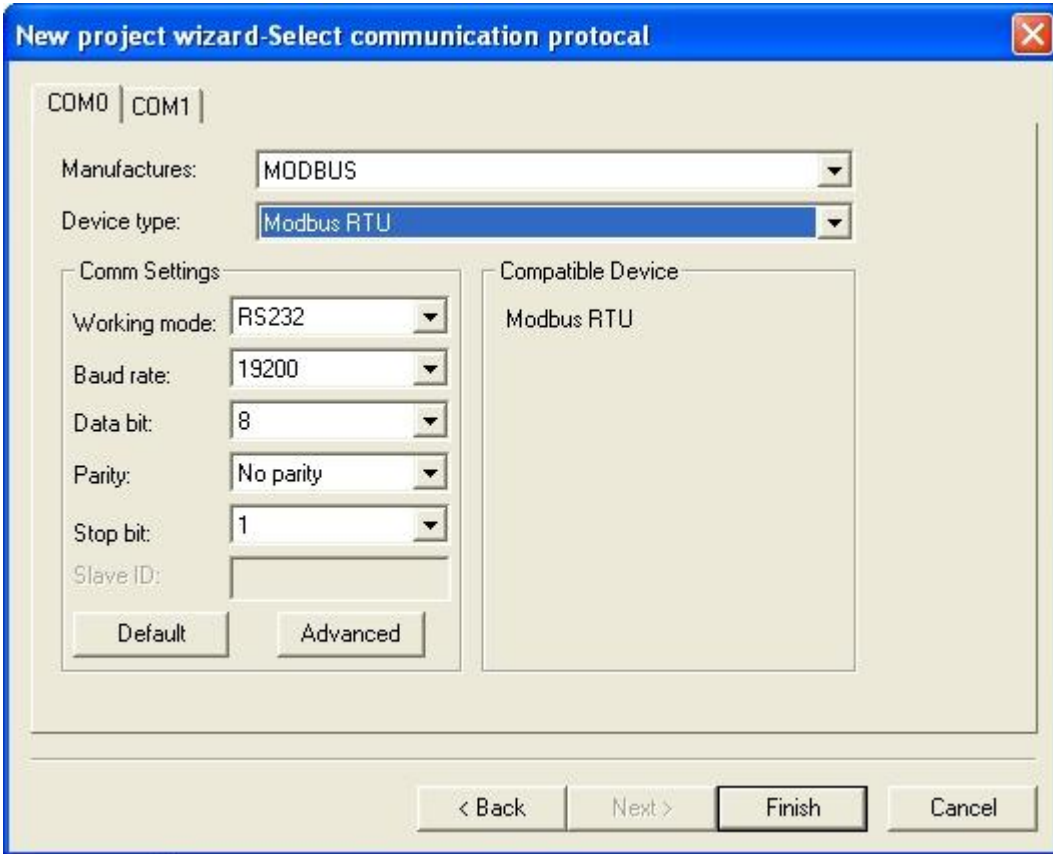 New project wizard-Select communication protocal
COM0 COM1
Manufactures: MODBUS
Device type: Modbus RTU
Comm Settings
Working mode: RS232
Baud rate: 19200
Data bit: 8
Parity: No parity
Stop bit: 1
Slave ID:
Default Advanced
Compatible Device
Modbus RTU
< Back Next > Finish Cancel